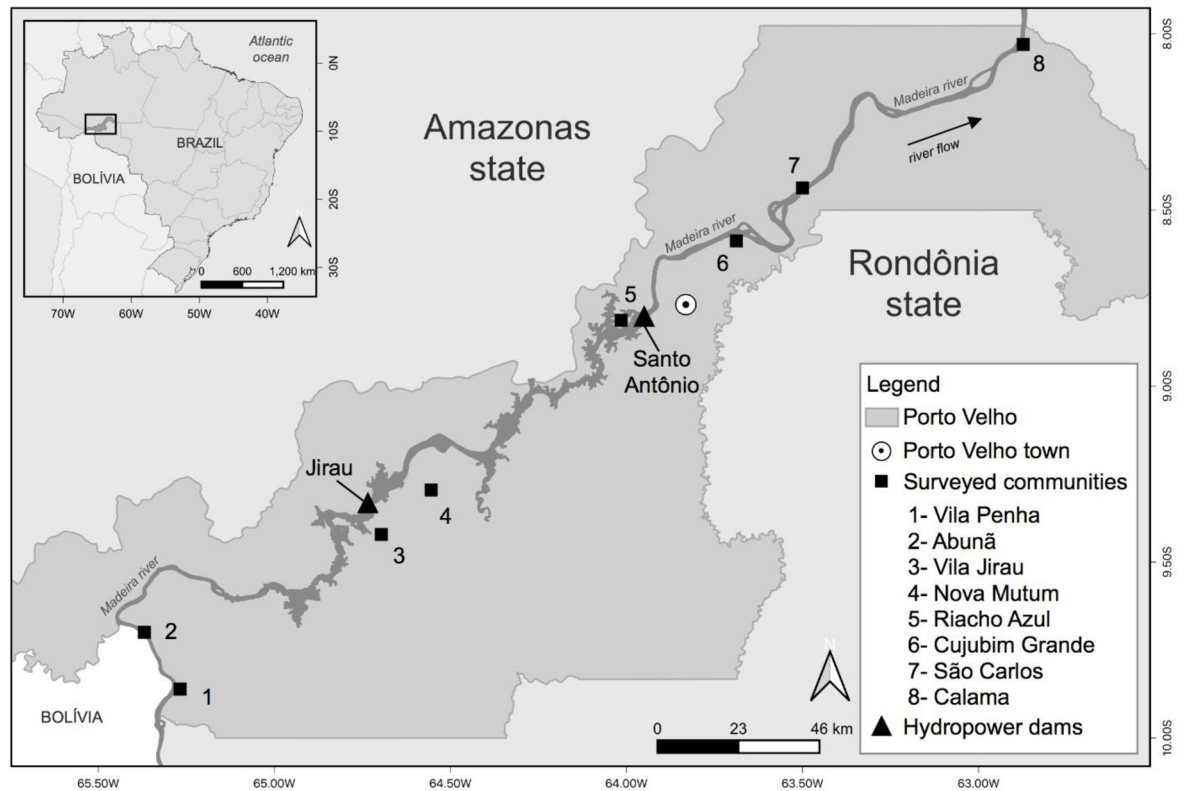 Atlantic
ocean
BRAZIL
BOLÍVIA
0N
10S
20S
30S
0 600 1,200 km
70W 60W 50W 40W
Amazonas
state
Madeira river
river flow
8
7
Madeira river
6
5
Santo
Antônio
Rondônia
state
Jirau
4
3
Madeira river
2
1
BOLÍVIA
N
0 23 46 km
Legend
Porto Velho
Porto Velho town
Surveyed communities
1- Vila Penha
2- Abunã
3- Vila Jirau
4- Nova Mutum
5- Riacho Azul
6- Cujubim Grande
7- São Carlos
8- Calama
Hydropower dams
8.00S
8.50S
9.00S
9.50S
10.00S
65.50W 65.00W 64.50W 64.00W 63.50W 63.00W